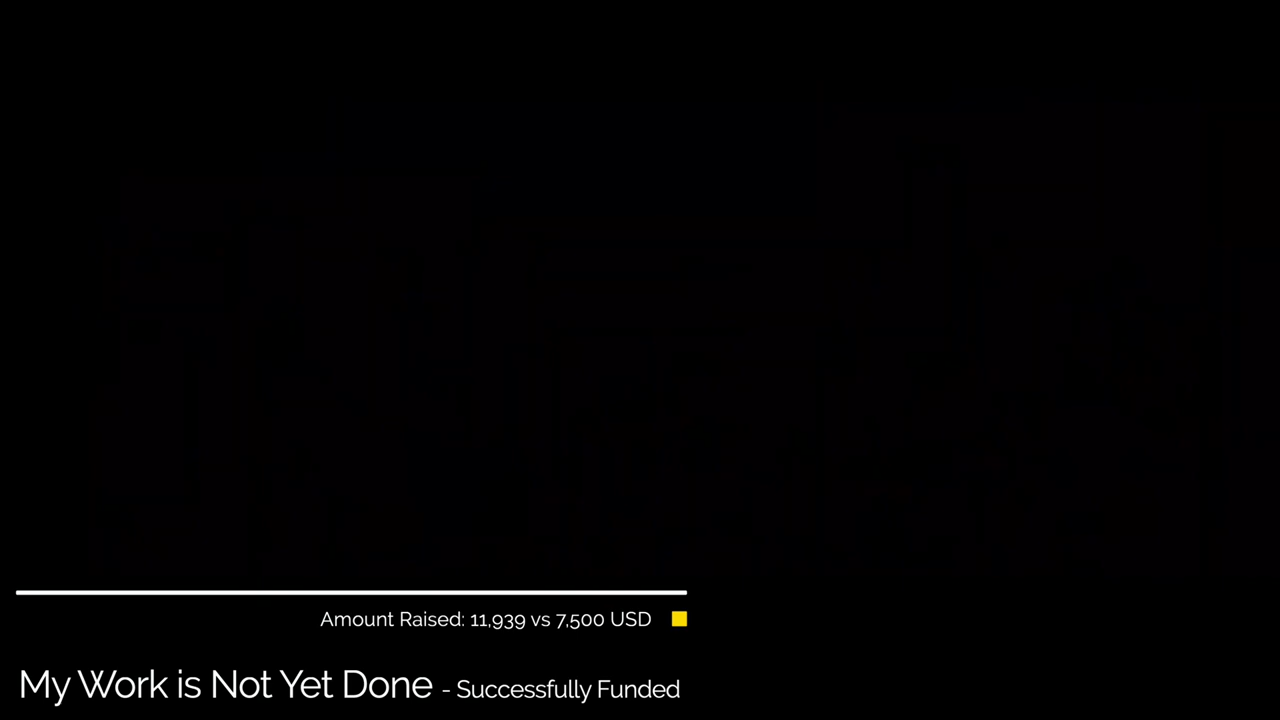 Amount Raised: 11,939 vs 7,500 USD
My Work is Not Yet Done - Successfully Funded